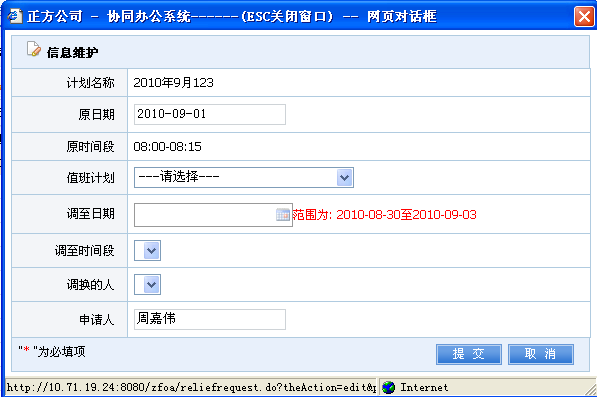 正方公司 - 协同办公系统------(ESC关闭窗口) -- 网页对话框
信息维护
计划名称 2010年9月123
原日期 2010-09-01
原时间段 08:00-08:15
值班计划 ---请选择---
调至日期 范围为: 2010-08-30至2010-09-03
调至时间段
调换的人
申请人 周嘉伟
"* "为必填项 提 交 取 消
http://10.71.19.24:8080/zfoa/reliefrequest.do?theAction=edit&p Internet